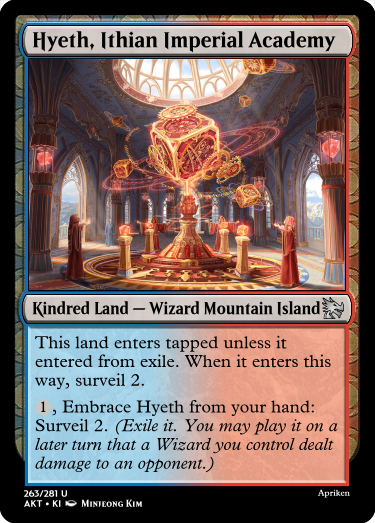 Hyeth, Ithian Imperial Academy
Kindred Land — Wizard Mountain Island
This land enters tapped unless it
entered from exile. When it enters this
way, surveil 2.
1, Embrace Hyeth from your hand:
Surveil 2. (Exile it. You may play it on a
later turn that a Wizard you control dealt
damage to an opponent.)
263/281 U
Apriken
AKT • KI Minjeong Kim